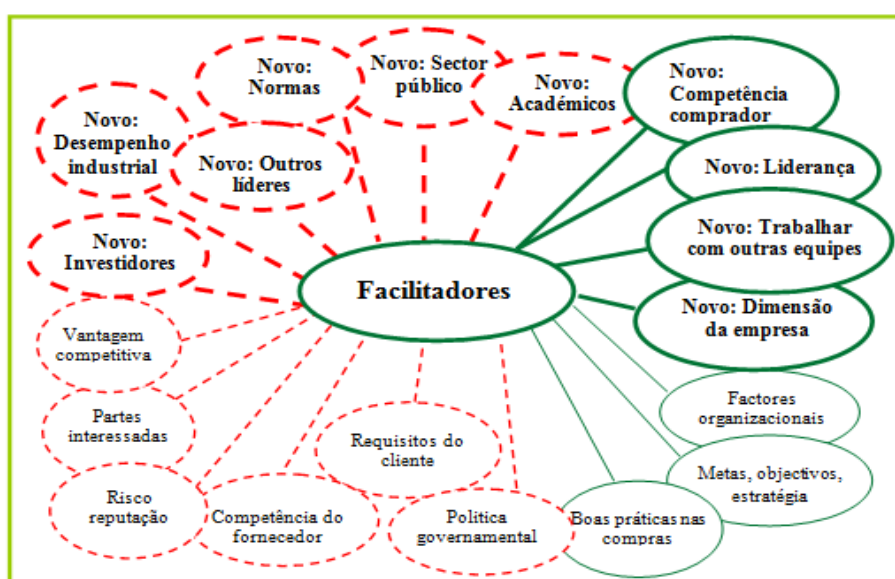 Novo:
Normas
Novo: Sector
público
Novo:
Académicos
Novo:
Competência
comprador
Novo:
Desempenho
industrial
Novo: Outros
líderes
Novo: Liderança
Novo: Trabalhar
com outras equipes
Novo:
Investidores
Facilitadores
Novo: Dimensão
da empresa
Vantagem
competitiva
Factores
organizacionais
Partes
interessadas
Requisitos do
cliente
Metas, objectivos,
estratégia
Risco
reputação
Competência do
fornecedor
Politica
governamental
Boas práticas nas
compras